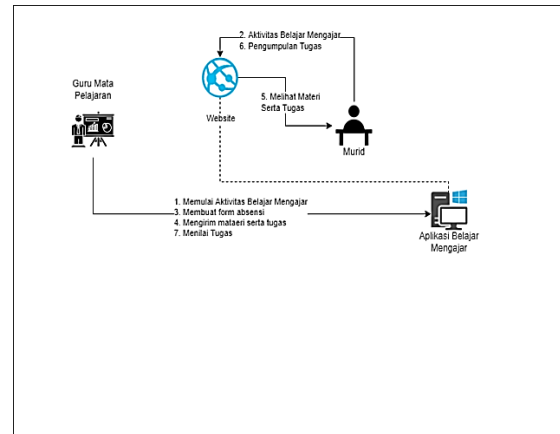 2. Aktivitas Belajar Mengajar
6. Pengumpulan Tugas
Guru Mata
Pelajaran
5. Melihat Materi
Serta Tugas
Website
Murid
1. Memulai Aktivitas Belajar Mengajar
3. Membuat form absensi
4. Mengirim mataeri serta tugas
7. Menilai Tugas
Aplikasi Belajar
Mengajar